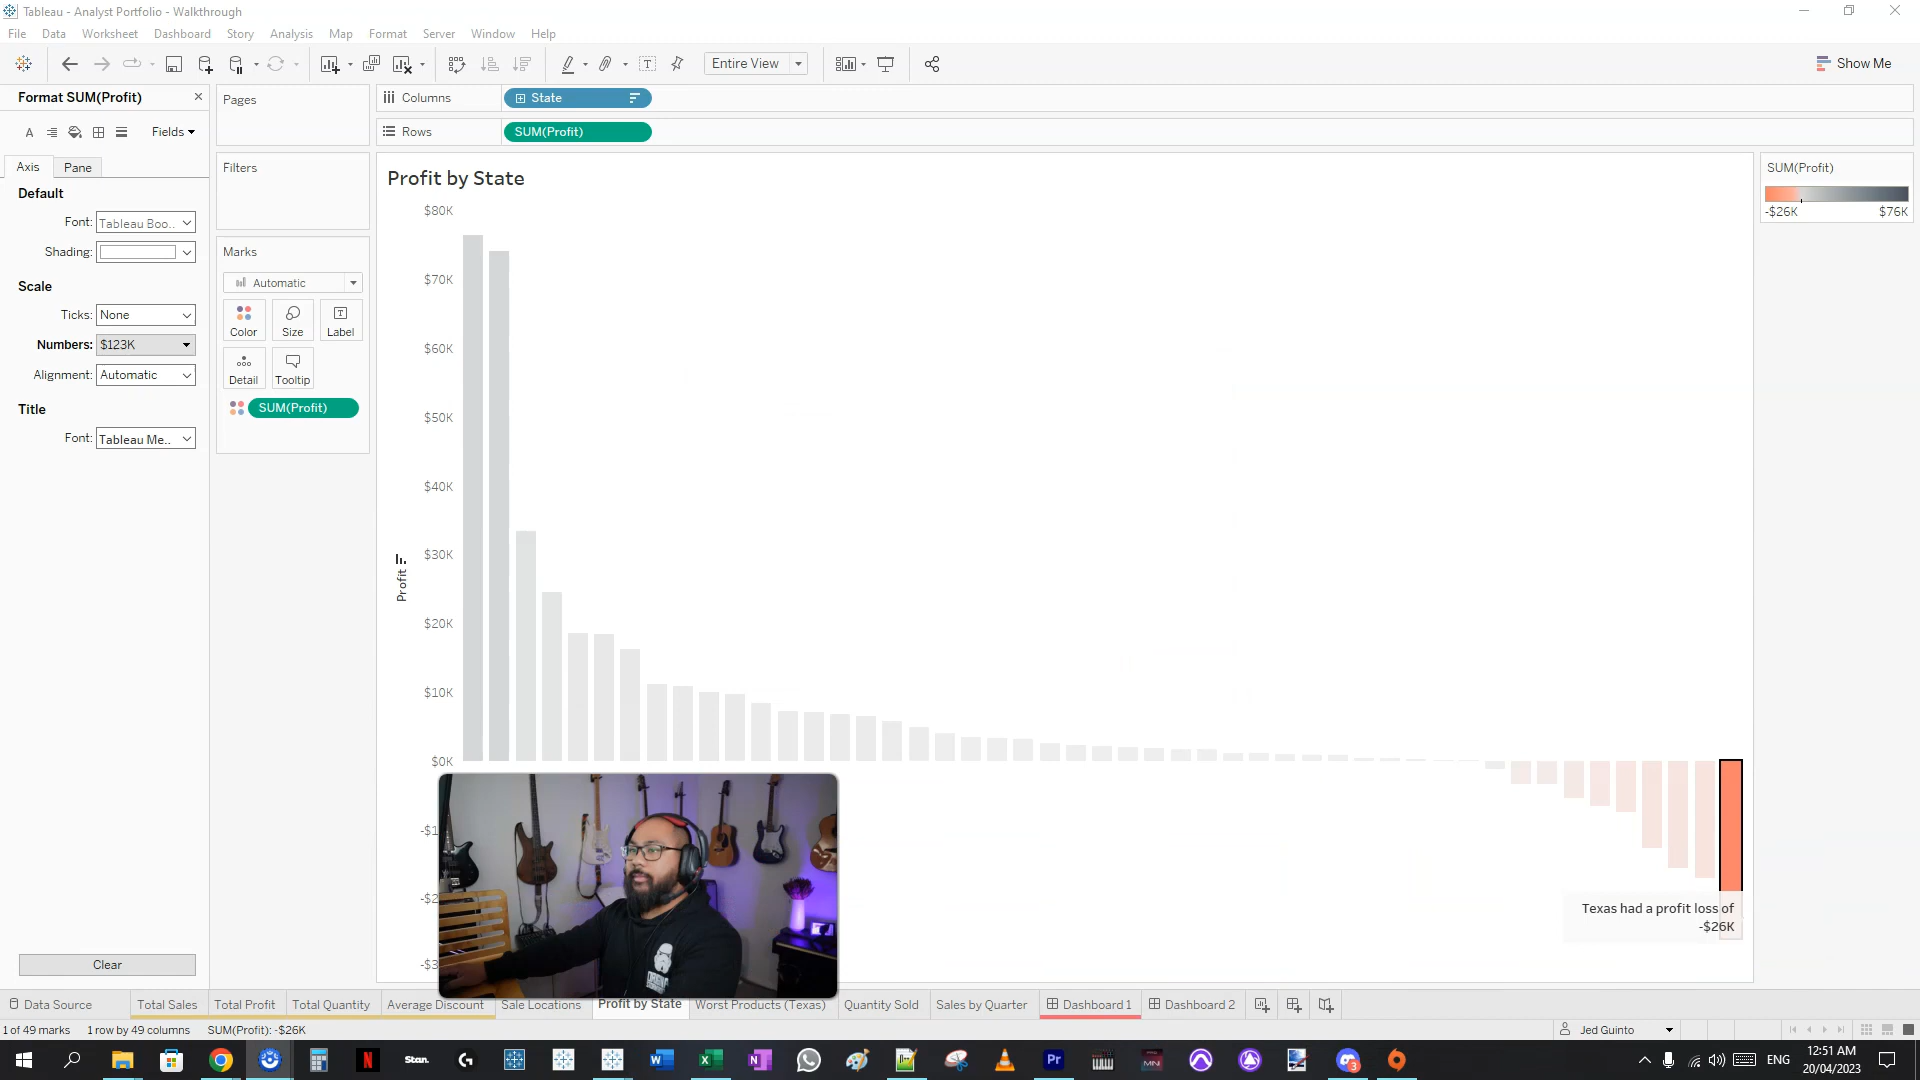 Tableau - Analyst Portfolio - Walkthrough
File Data Worksheet Dashboard Story Analysis Map Format Server Window Help
Entire View
Show Me
Format SUM(Profit)
Fields
Axis Pane
Default
Font: Tableau Boo..
Shading:
Scale
Ticks: None
Numbers: $123K
Alignment: Automatic
Title
Font: Tableau Me..
Clear
Pages
Filters
Marks
Automatic
Color Size Label
Detail Tooltip
SUM(Profit)
Columns State
Rows SUM(Profit)
Profit by State
$80K
$70K
$60K
$50K
$40K
$30K
$20K
$10K
$0K
-$1
-$2
-$3
Profit
Texas had a profit loss of
-$26K
SUM(Profit)
-$26K $76K
Data Source Total Sales Total Profit Total Quantity Average Discount Sale Locations Profit by State Worst Products (Texas) Quantity Sold Sales by Quarter Dashboard 1 Dashboard 2
1 of 49 marks 1 row by 49 columns SUM(Profit): -$26K
Jed Guinto
Stan.
ENG
12:51 AM
20/04/2023